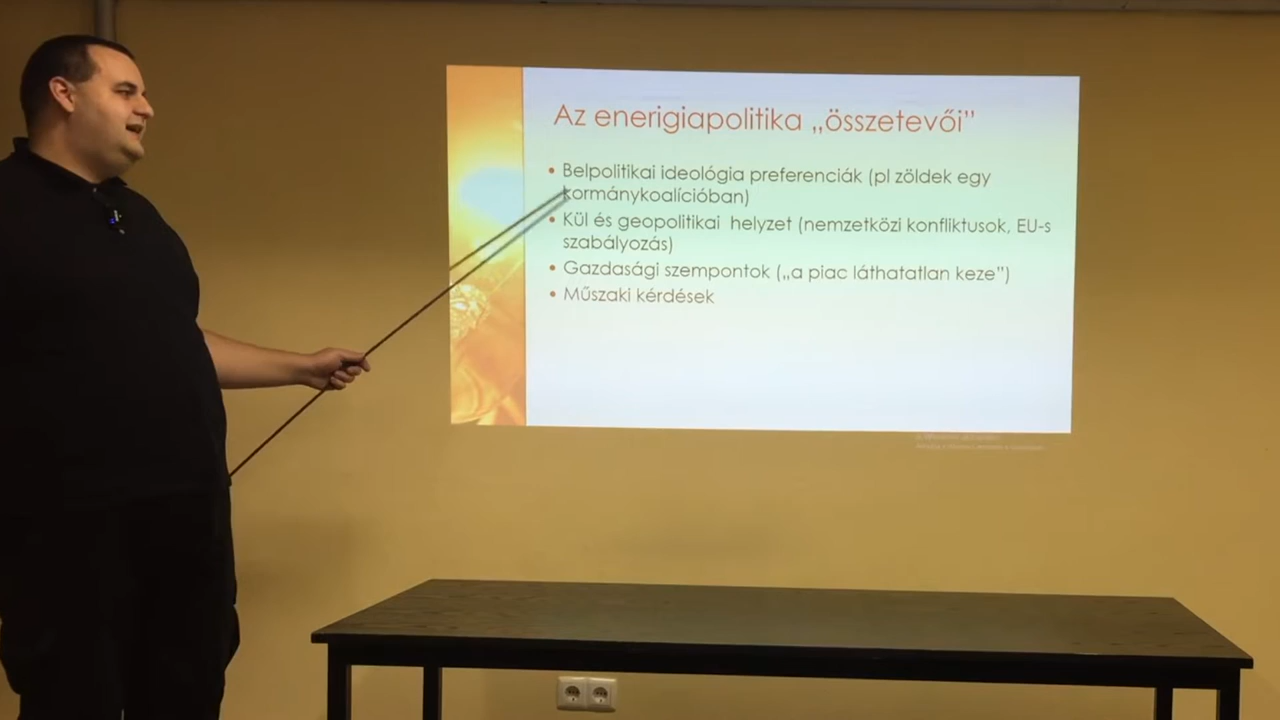 Az enerigiapolitika „összetevői”
• Belpolitikai ideológia preferenciák (pl zöldek egy
kormánykoalícióban)
• Kül és geopolitikai helyzet (nemzetközi konfliktusok, EU-s
szabályozás)
• Gazdasági szempontok („a piac láthatatlan keze”)
• Műszaki kérdések